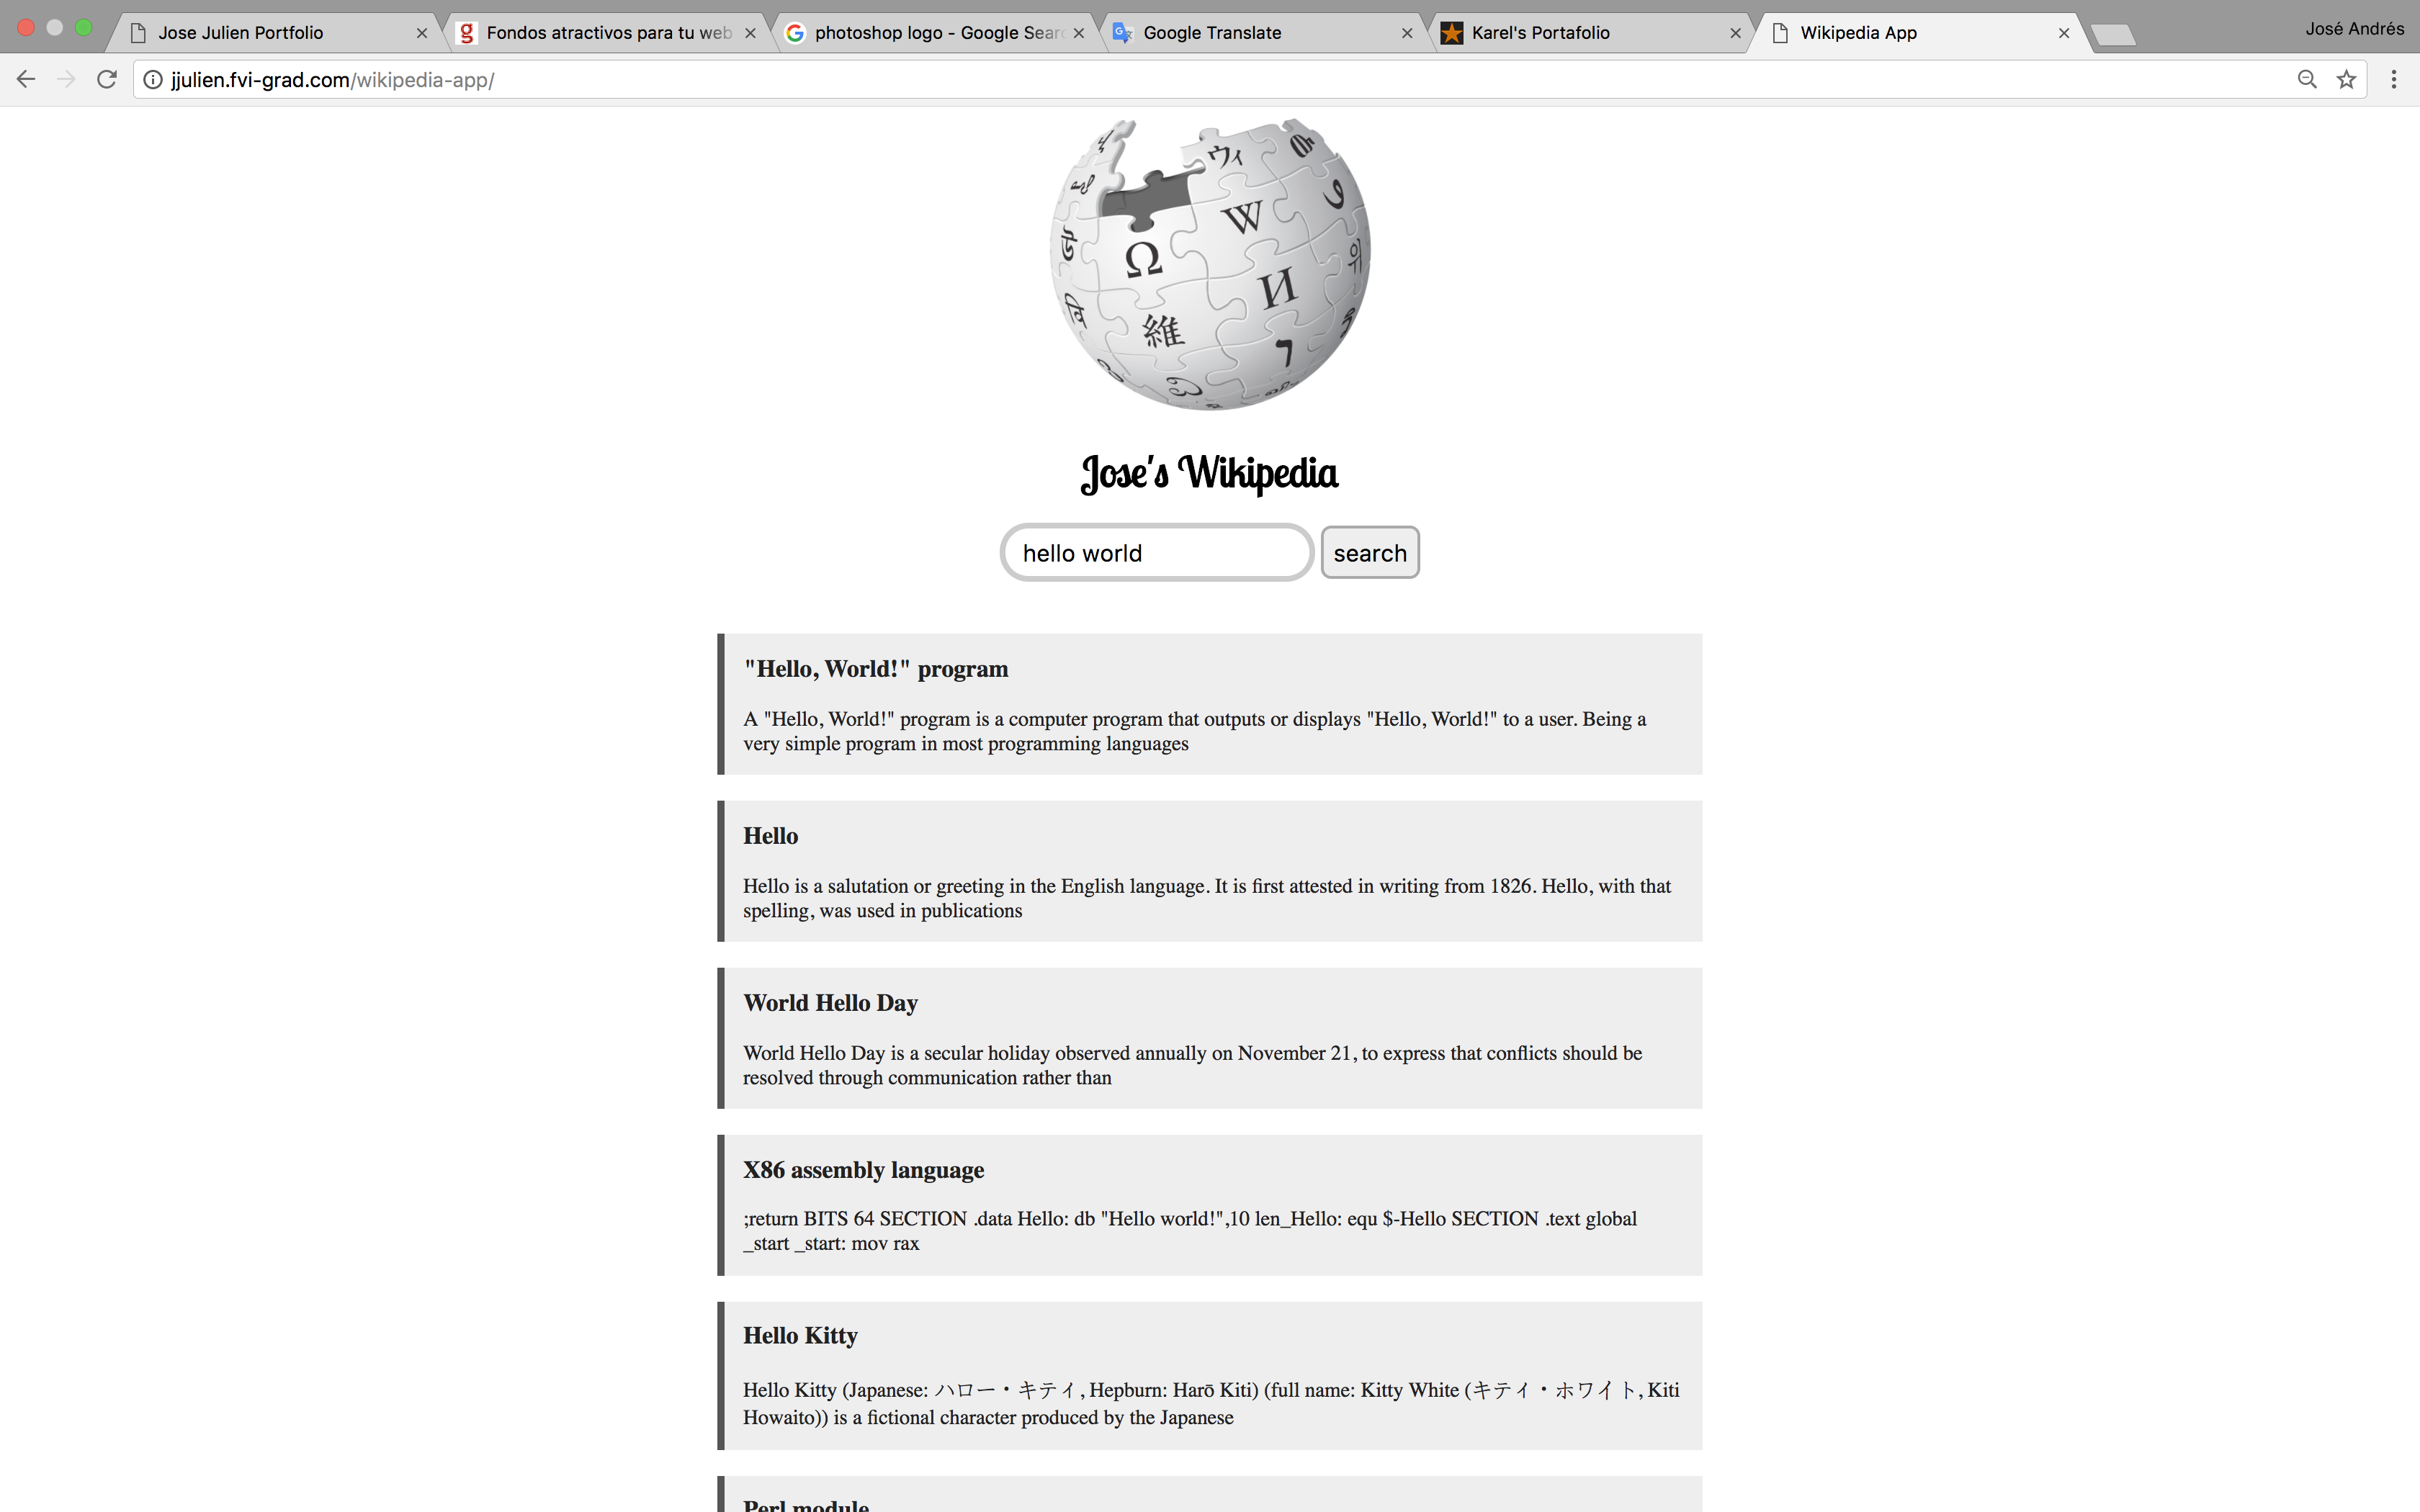 Jose Julien Portfolio
Fondos atractivos para tu web
photoshop logo - Google Sear
Google Translate
Karel's Portafolio
Wikipedia App
José Andrés
jjulien.fvi-grad.com/wikipedia-app/
ウィ
W
Ω
И
維
Jose's Wikipedia
hello world
search
"Hello, World!" program
A "Hello, World!" program is a computer program that outputs or displays "Hello, World!" to a user. Being a
very simple program in most programming languages
Hello
Hello is a salutation or greeting in the English language. It is first attested in writing from 1826. Hello, with that
spelling, was used in publications
World Hello Day
World Hello Day is a secular holiday observed annually on November 21, to express that conflicts should be
resolved through communication rather than
X86 assembly language
;return BITS 64 SECTION .data Hello: db "Hello world!",10 len_Hello: equ $-Hello SECTION .text global
_start _start: mov rax
Hello Kitty
Hello Kitty (Japanese: ハロー・キティ, Hepburn: Harō Kiti) (full name: Kitty White (キティ・ホワイト, Kiti
Howaito)) is a fictional character produced by the Japanese
Perl module